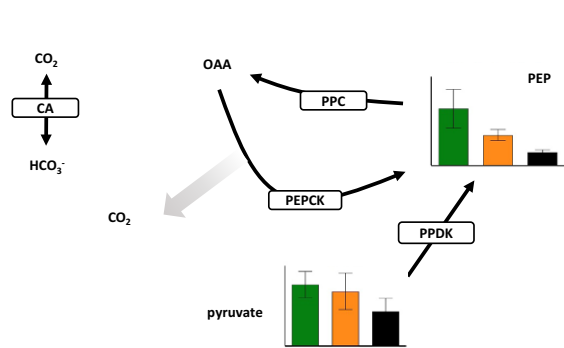 CO₂
OAA
PEP
PPC
CA
HCO₃⁻
PEPCK
CO₂
PPDK
pyruvate